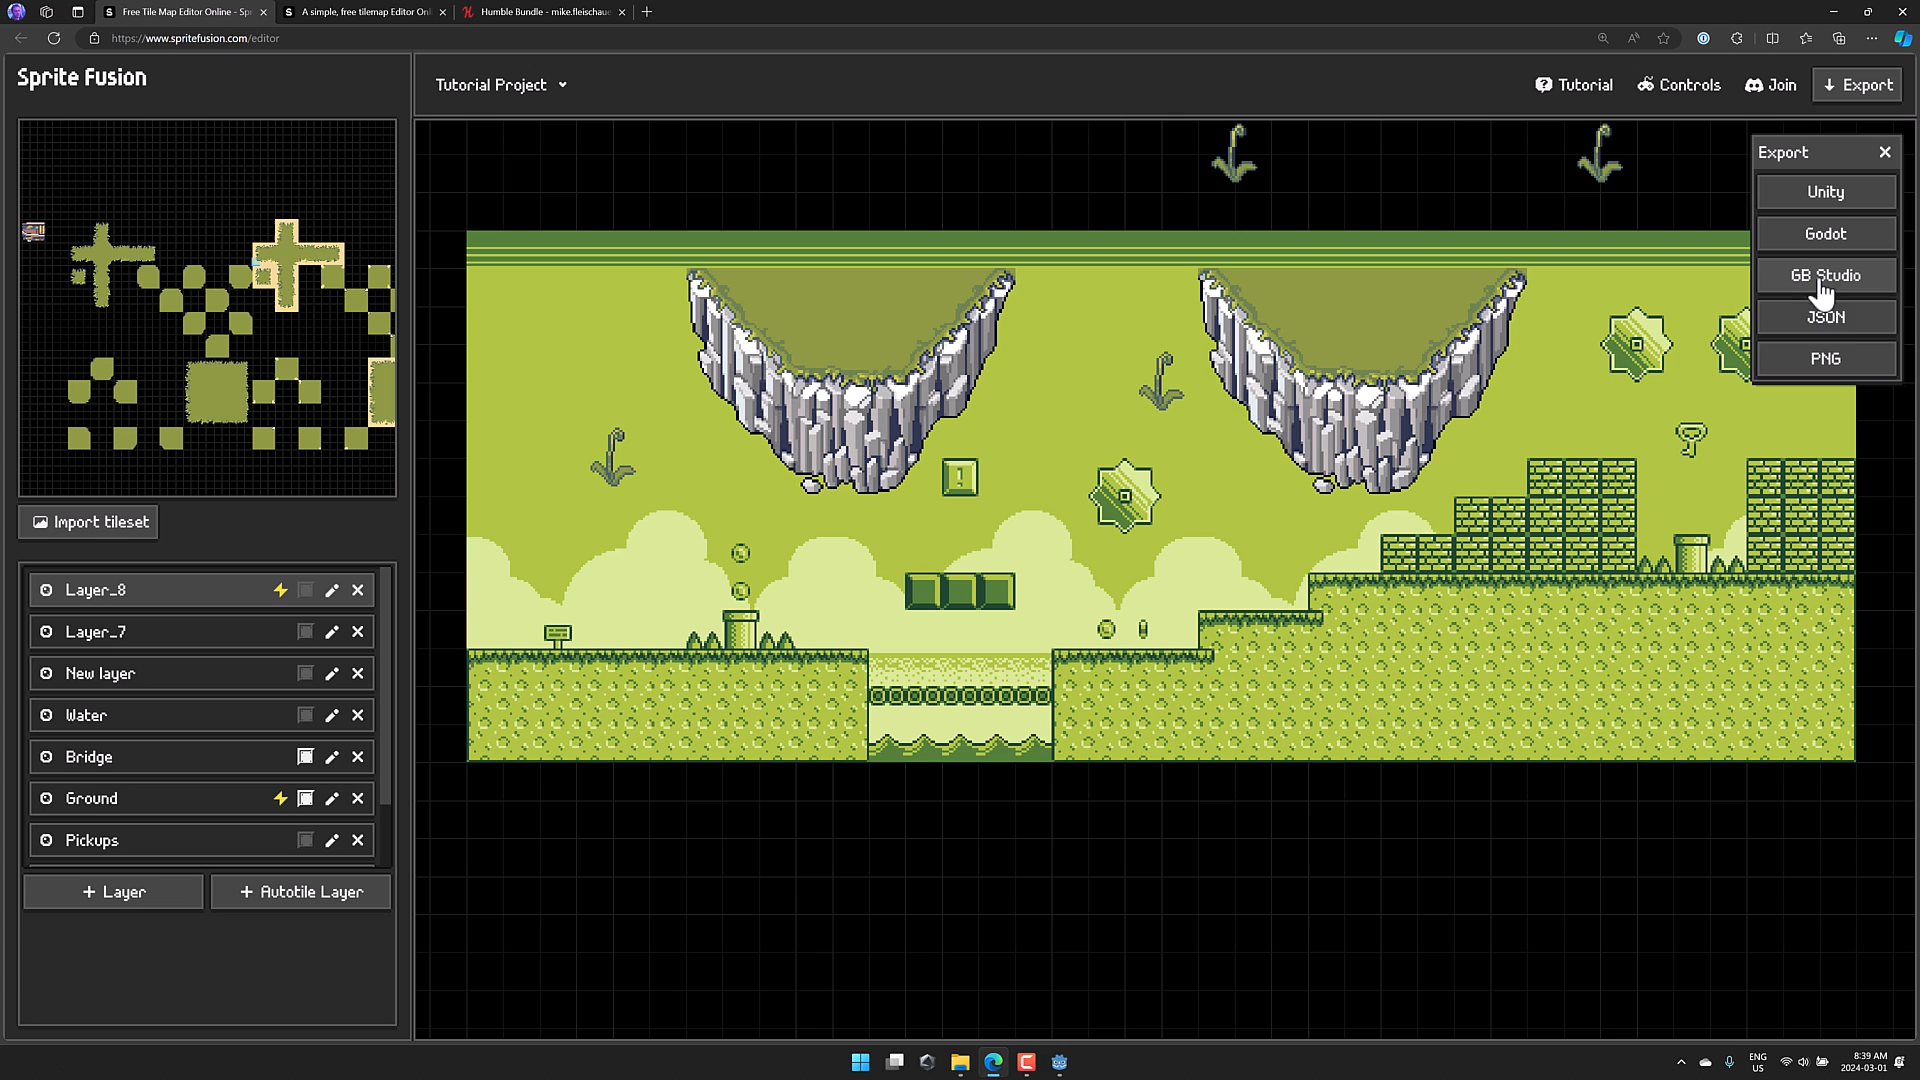 Free Tile Map Editor Online - Spr
A simple, free tilemap Editor Onl
Humble Bundle - mike.fleischaue
https://www.spritefusion.com/editor
Sprite Fusion
Tutorial Project
Tutorial
Controls
Join
Export
Export
Unity
Godot
GB Studio
JSON
PNG
!
Import tileset
Layer_8
Layer_7
New layer
Water
Bridge
Ground
Pickups
+ Layer
+ Autotile Layer
ENG
US
8:39 AM
2024-03-01